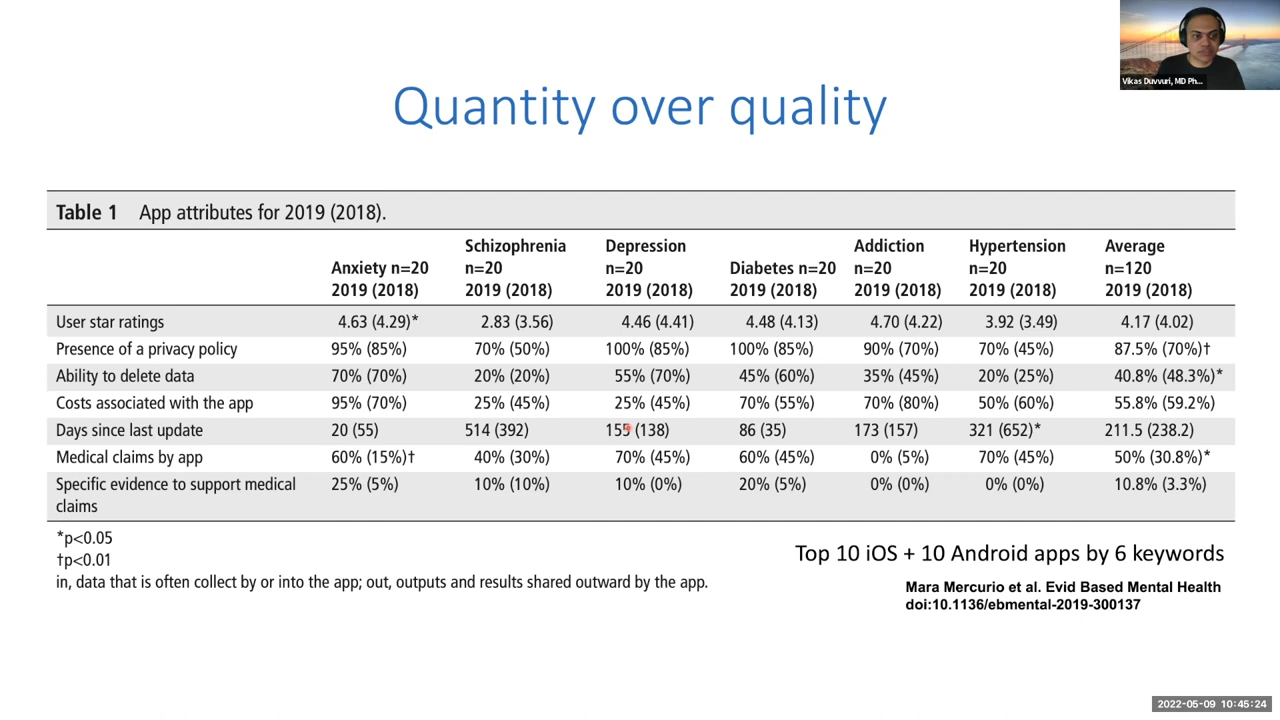 Vikas Duvvuri, MD Ph...
Quantity over quality
Table 1 App attributes for 2019 (2018).
Anxiety n=20 2019 (2018) Schizophrenia n=20 2019 (2018) Depression n=20 2019 (2018) Diabetes n=20 2019 (2018) Addiction n=20 2019 (2018) Hypertension n=20 2019 (2018) Average n=120 2019 (2018)
User star ratings 4.63 (4.29)* 2.83 (3.56) 4.46 (4.41) 4.48 (4.13) 4.70 (4.22) 3.92 (3.49) 4.17 (4.02)
Presence of a privacy policy 95% (85%) 70% (50%) 100% (85%) 100% (85%) 90% (70%) 70% (45%) 87.5% (70%)†
Ability to delete data 70% (70%) 20% (20%) 55% (70%) 45% (60%) 35% (45%) 20% (25%) 40.8% (48.3%)*
Costs associated with the app 95% (70%) 25% (45%) 25% (45%) 70% (55%) 70% (80%) 50% (60%) 55.8% (59.2%)
Days since last update 20 (55) 514 (392) 155 (138) 86 (35) 173 (157) 321 (652)* 211.5 (238.2)
Medical claims by app 60% (15%)† 40% (30%) 70% (45%) 60% (45%) 0% (5%) 70% (45%) 50% (30.8%)*
Specific evidence to support medical 25% (5%) 10% (10%) 10% (0%) 20% (5%) 0% (0%) 0% (0%) 10.8% (3.3%)
claims
*p<0.05
†p<0.01
in, data that is often collect by or into the app; out, outputs and results shared outward by the app.
Top 10 iOS + 10 Android apps by 6 keywords
Mara Mercurio et al. Evid Based Mental Health
doi:10.1136/ebmental-2019-300137
2022-05-09 10:45:24